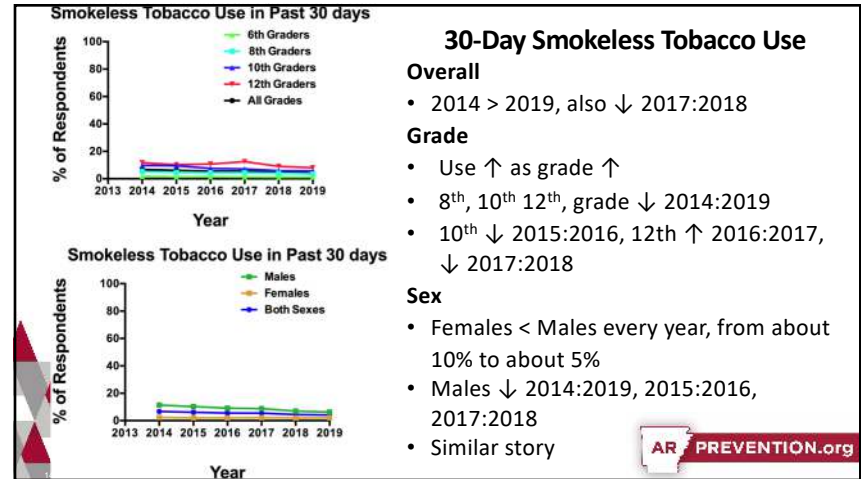 Smokeless Tobacco Use in Past 30 days
6th Graders
8th Graders
10th Graders
12th Graders
All Grades
% of Respondents
100
80
60
40
20
0
2013 2014 2015 2016 2017 2018 2019
Year
Smokeless Tobacco Use in Past 30 days
Males
Females
Both Sexes
% of Respondents
100
80
60
40
20
0
2013 2014 2015 2016 2017 2018 2019
Year
30-Day Smokeless Tobacco Use
Overall
• 2014 > 2019, also ↓ 2017:2018
Grade
• Use ↑ as grade ↑
• 8th, 10th 12th, grade ↓ 2014:2019
• 10th ↓ 2015:2016, 12th ↑ 2016:2017,
↓ 2017:2018
Sex
• Females < Males every year, from about
10% to about 5%
• Males ↓ 2014:2019, 2015:2016,
2017:2018
• Similar story
AR PREVENTION.org